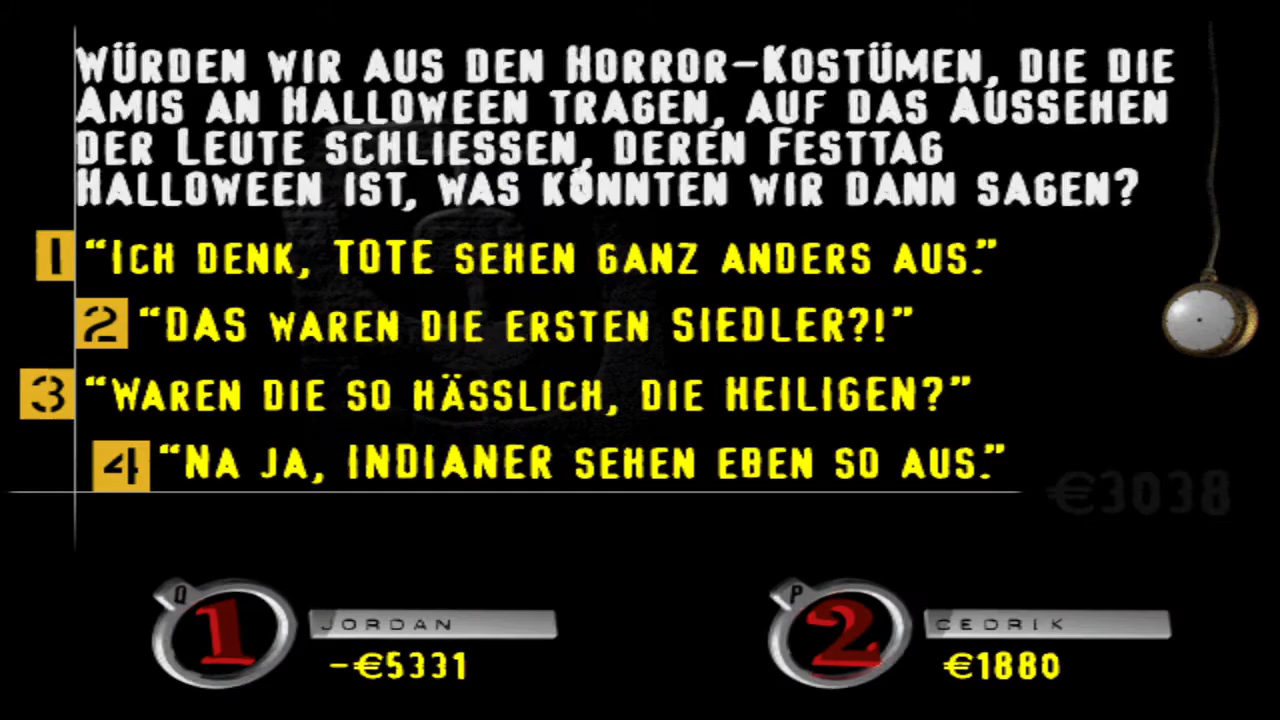 Würden wir aus den Horror-Kostümen, die die
Amis an Halloween tragen, auf das Aussehen
der Leute schliessen, deren Festtag
Halloween ist, was könnten wir dann sagen?
1 “Ich denk, TOTE sehen ganz anders aus.”
2 “DAS waren die ersten SIEDLER?!”
3 “Waren die so hässlich, die HEILIGEN?”
4 “Na ja, INDIANER sehen eben so aus.”
€3038
Q 1 JORDAN
-€5331
P 2 CEDRIK
€1880